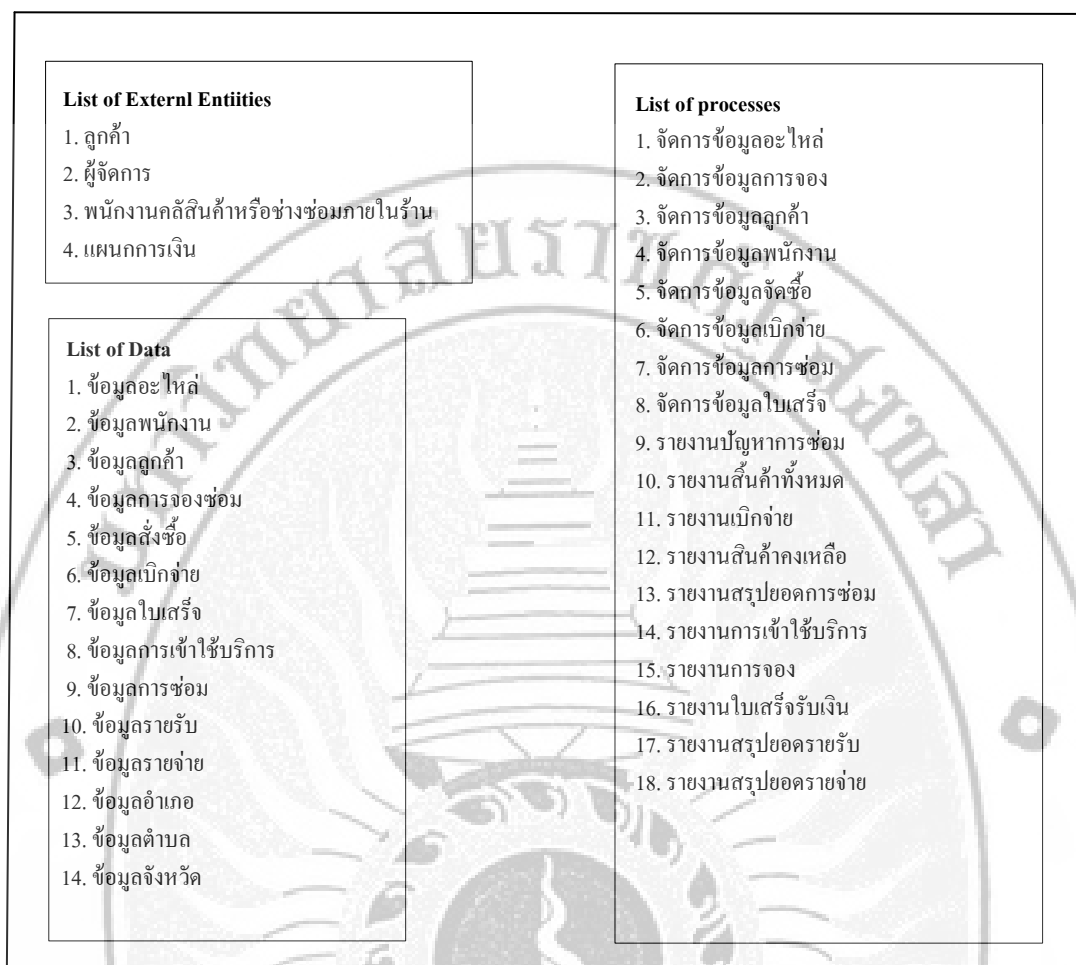 List of Externl Entiities
1. ลูกค้า
2. ผู้จัดการ
3. พนักงานคลัสินค้าหรือช่างซ่อมภายในร้าน
4. แผนกการเงิน
List of Data
1. ข้อมูลอะไหล่
2. ข้อมูลพนักงาน
3. ข้อมูลลูกค้า
4. ข้อมูลการจองซ่อม
5. ข้อมูลสั่งซื้อ
6. ข้อมูลเบิกจ่าย
7. ข้อมูลใบเสร็จ
8. ข้อมูลการเข้าใช้บริการ
9. ข้อมูลการซ่อม
10. ข้อมูลรายรับ
11. ข้อมูลรายจ่าย
12. ข้อมูลอำเภอ
13. ข้อมูลตำบล
14. ข้อมูลจังหวัด
List of processes
1. จัดการข้อมูลอะไหล่
2. จัดการข้อมูลการจอง
3. จัดการข้อมูลลูกค้า
4. จัดการข้อมูลพนักงาน
5. จัดการข้อมูลจัดซื้อ
6. จัดการข้อมูลเบิกจ่าย
7. จัดการข้อมูลการซ่อม
8. จัดการข้อมูลใบเสร็จ
9. รายงานปัญหาการซ่อม
10. รายงานสิ้นค้าทั้งหมด
11. รายงานเบิกจ่าย
12. รายงานสินค้าคงเหลือ
13. รายงานสรุปยอดการซ่อม
14. รายงานการเข้าใช้บริการ
15. รายงานการจอง
16. รายงานใบเสร็จรับเงิน
17. รายงานสรุปยอดรายรับ
18. รายงานสรุปยอดรายจ่าย
มหาวิทยาลัยราชภัฏสงขลา